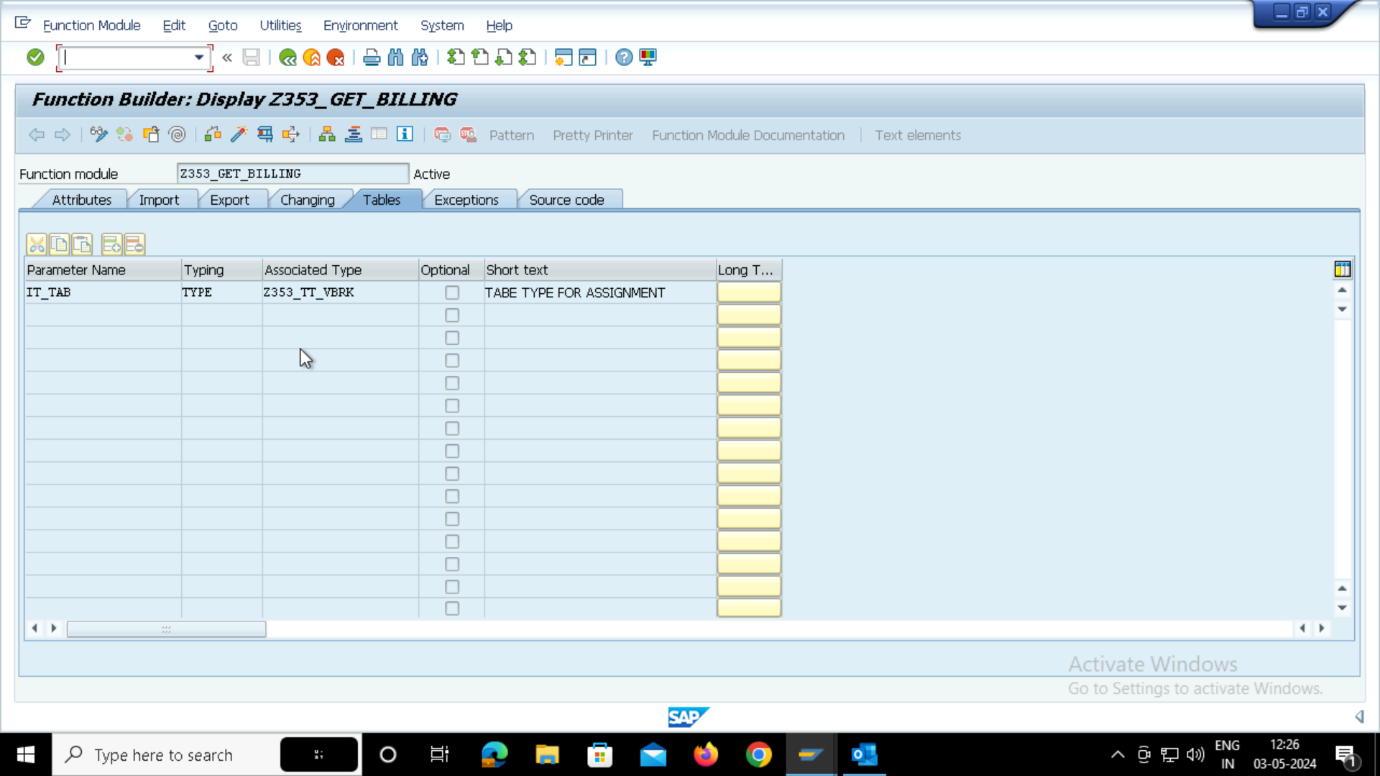 Function Module Edit Goto Utilities Environment System Help
Function Builder: Display Z353_GET_BILLING
Pattern Pretty Printer Function Module Documentation Text elements
Function module Z353_GET_BILLING Active
Attributes Import Export Changing Tables Exceptions Source code
Parameter Name Typing Associated Type Optional Short text Long T...
IT_TAB TYPE Z353_TT_VBRK TABE TYPE FOR ASSIGNMENT
Activate Windows
Go to Settings to activate Windows.
SAP
Type here to search
ENG
IN
12:26
03-05-2024
1